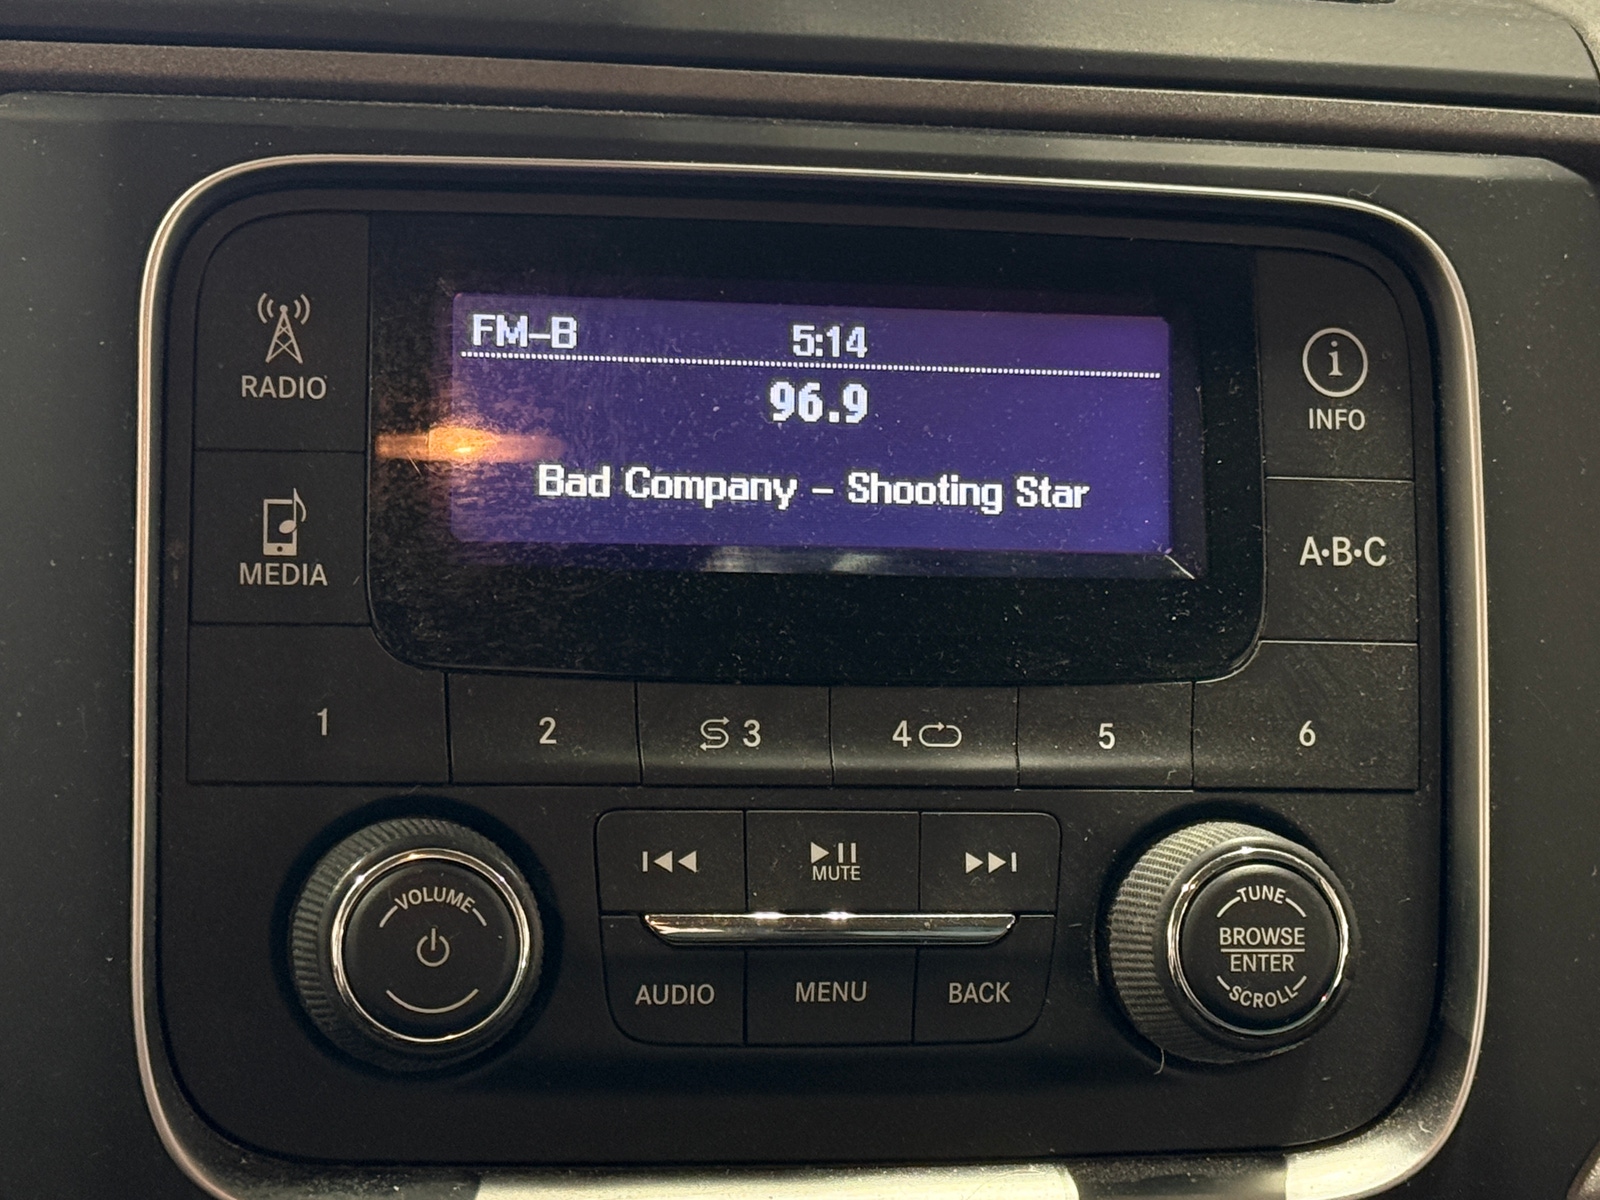 FM-B 5:14
96.9
Bad Company - Shooting Star
RADIO
MEDIA
i
INFO
A•B•C
1 2 3 4 5 6
VOLUME
MUTE
AUDIO MENU BACK
TUNE
BROWSE
ENTER
SCROLL